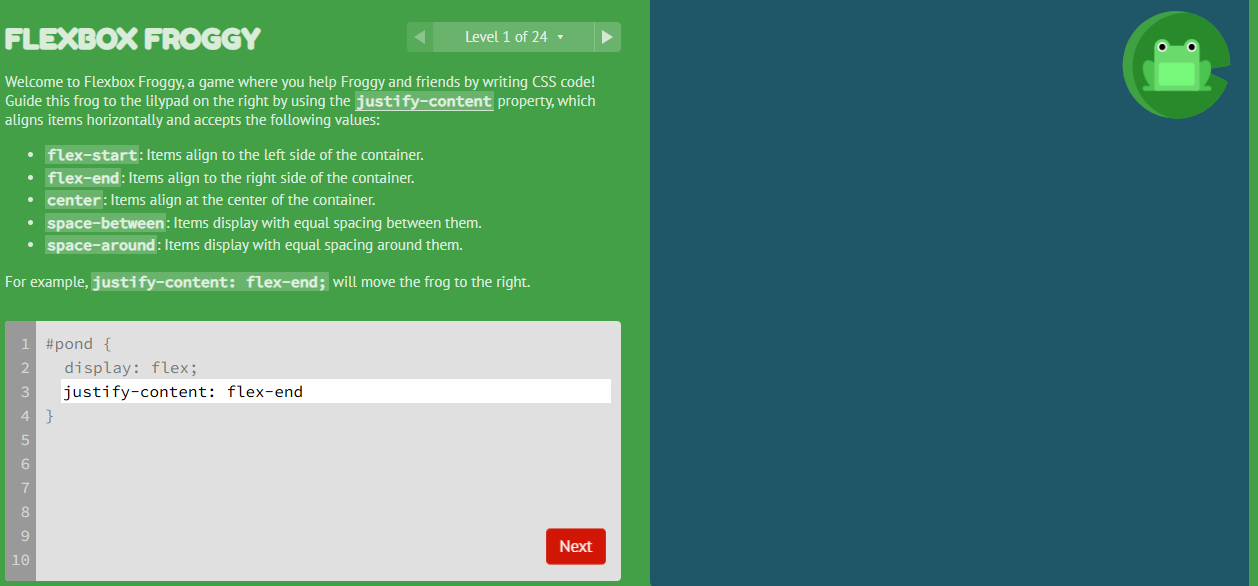 FLEXBOX FROGGY
Level 1 of 24
Welcome to Flexbox Froggy, a game where you help Froggy and friends by writing CSS code!
Guide this frog to the lilypad on the right by using the justify-content property, which
aligns items horizontally and accepts the following values:
• flex-start: Items align to the left side of the container.
• flex-end: Items align to the right side of the container.
• center: Items align at the center of the container.
• space-between: Items display with equal spacing between them.
• space-around: Items display with equal spacing around them.
For example, justify-content: flex-end; will move the frog to the right.
1 #pond {
2 display: flex;
3 justify-content: flex-end
4 }
5
6
7
8
9
10
Next